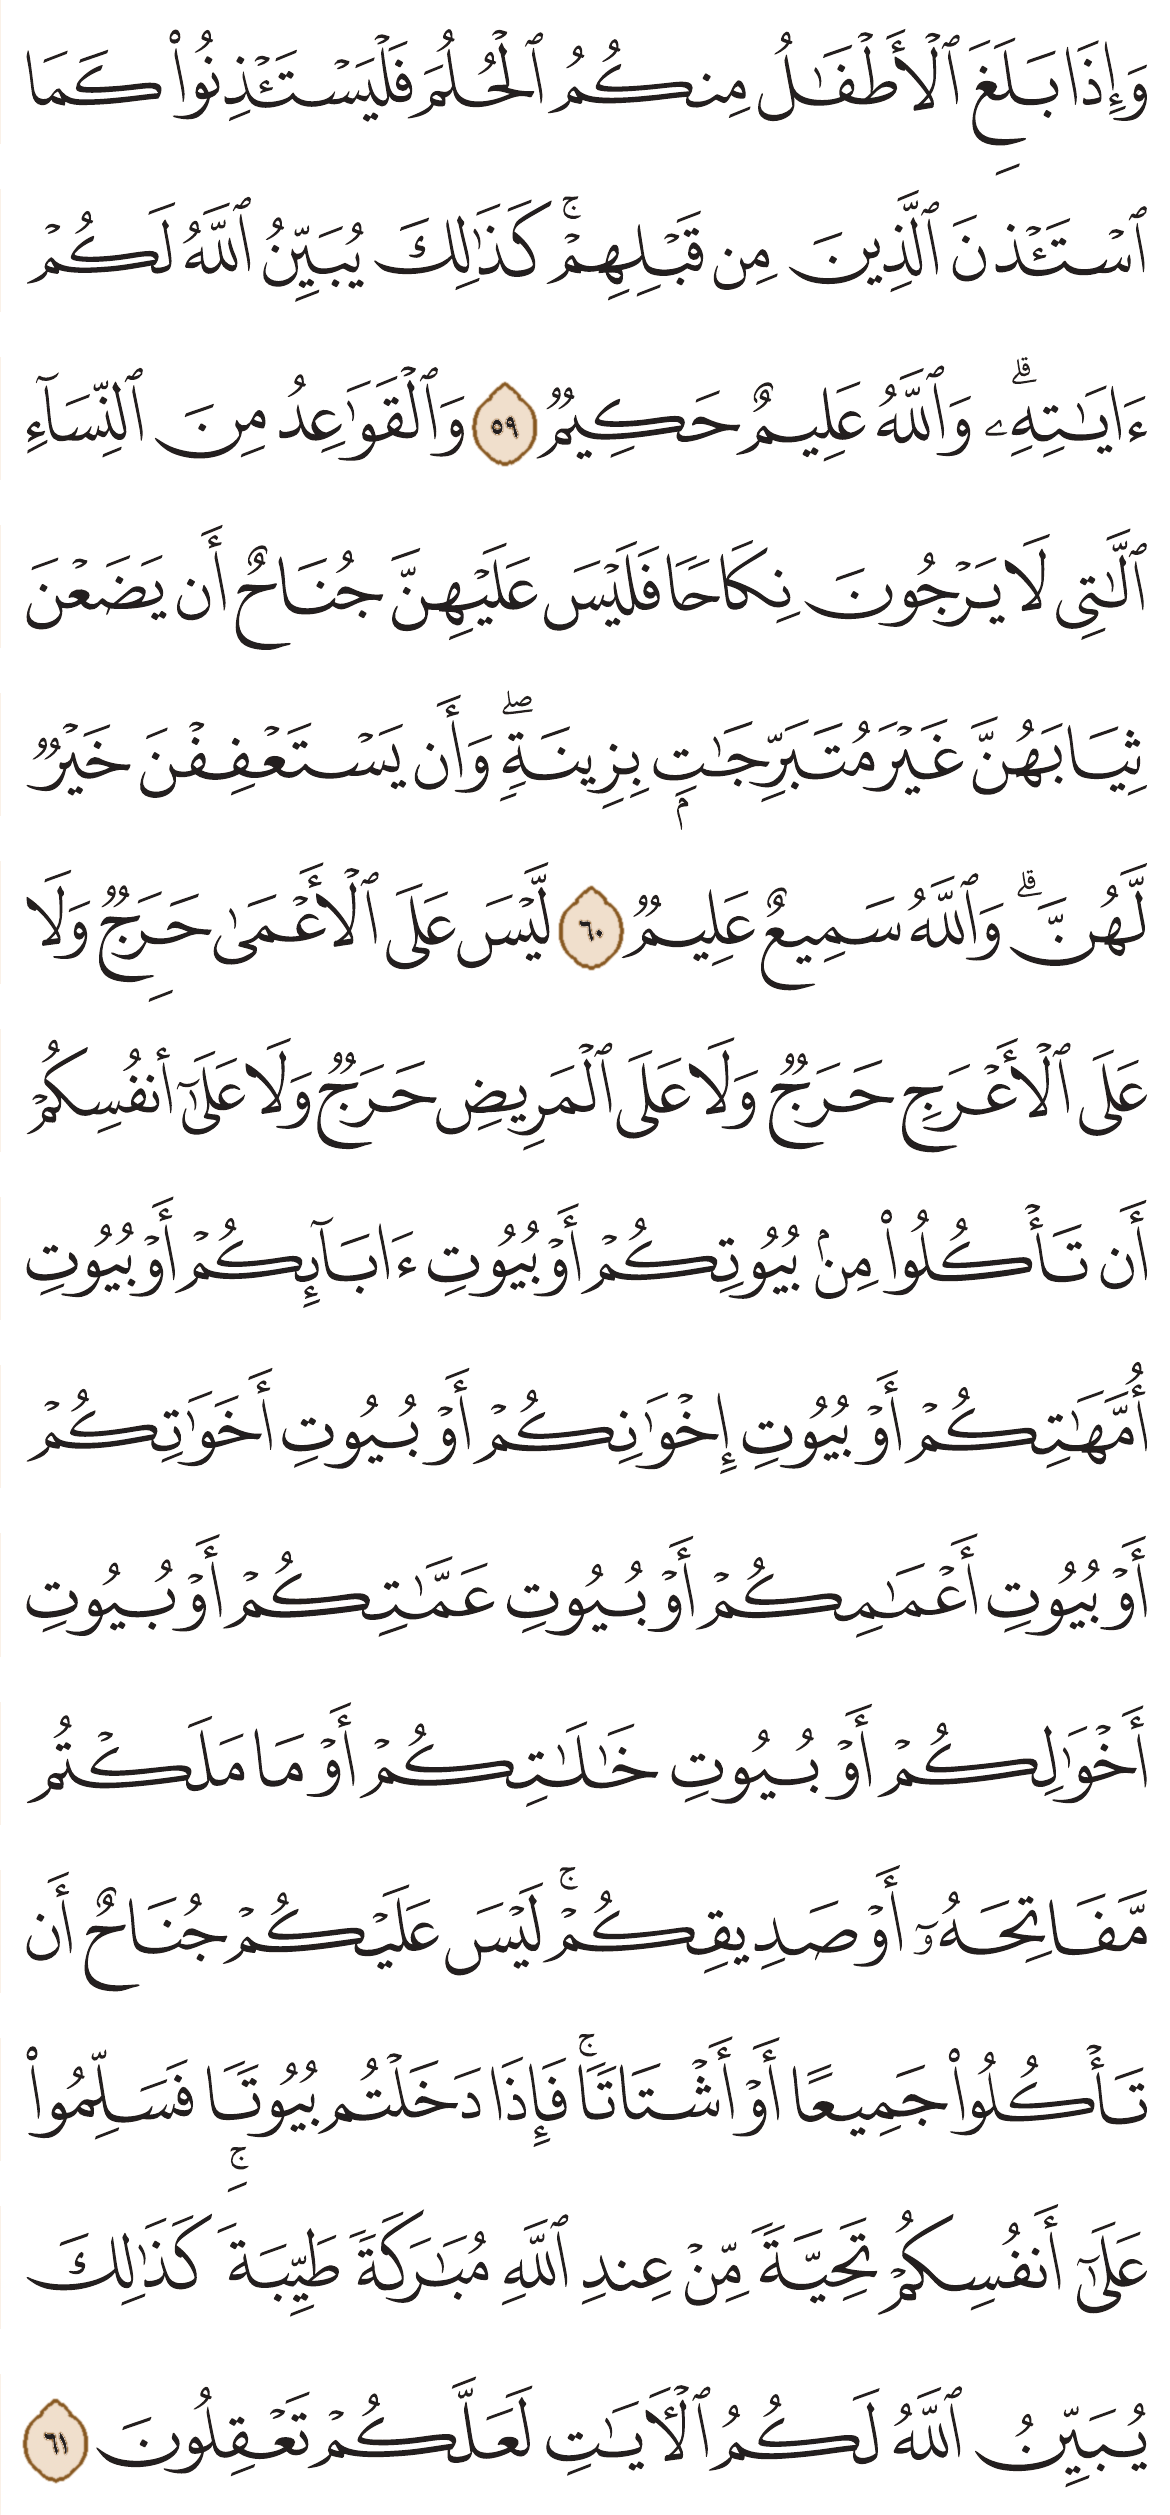 وَإِذَا بَلَغَ ٱلْأَطْفَٰلُ مِنكُمُ ٱلْحُلُمَ فَلْيَسْتَـْٔذِنُوا۟ كَمَا
ٱسْتَـْٔذَنَ ٱلَّذِينَ مِن قَبْلِهِمْ ۚ كَذَٰلِكَ يُبَيِّنُ ٱللَّهُ لَكُمْ
ءَايَٰتِهِۦ ۗ وَٱللَّهُ عَلِيمٌ حَكِيمٌ ٥٩ وَٱلْقَوَٰعِدُ مِنَ ٱلنِّسَآءِ
ٱلَّٰتِى لَا يَرْجُونَ نِكَاحًا فَلَيْسَ عَلَيْهِنَّ جُنَاحٌ أَن يَضَعْنَ
ثِيَابَهُنَّ غَيْرَ مُتَبَرِّجَٰتٍۭ بِزِينَةٍ ۖ وَأَن يَسْتَعْفِفْنَ خَيْرٌ
لَّهُنَّ ۗ وَٱللَّهُ سَمِيعٌ عَلِيمٌ ٦٠ لَّيْسَ عَلَى ٱلْأَعْمَىٰ حَرَجٌ وَلَا
عَلَى ٱلْأَعْرَجِ حَرَجٌ وَلَا عَلَى ٱلْمَرِيضِ حَرَجٌ وَلَا عَلَىٰٓ أَنفُسِكُمْ
أَن تَأْكُلُوا۟ مِنۢ بُيُوتِكُمْ أَوْ بُيُوتِ ءَابَآئِكُمْ أَوْ بُيُوتِ
أُمَّهَٰتِكُمْ أَوْ بُيُوتِ إِخْوَٰنِكُمْ أَوْ بُيُوتِ أَخَوَٰتِكُمْ
أَوْ بُيُوتِ أَعْمَٰمِكُمْ أَوْ بُيُوتِ عَمَّٰتِكُمْ أَوْ بُيُوتِ
أَخْوَٰلِكُمْ أَوْ بُيُوتِ خَٰلَٰتِكُمْ أَوْ مَا مَلَكْتُم
مَّفَاتِحَهُۥٓ أَوْ صَدِيقِكُمْ ۚ لَيْسَ عَلَيْكُمْ جُنَاحٌ أَن
تَأْكُلُوا۟ جَمِيعًا أَوْ أَشْتَاتًا ۚ فَإِذَا دَخَلْتُم بُيُوتًا فَسَلِّمُوا۟
عَلَىٰٓ أَنفُسِكُمْ تَحِيَّةً مِّنْ عِندِ ٱللَّهِ مُبَٰرَكَةً طَيِّبَةً ۚ كَذَٰلِكَ
يُبَيِّنُ ٱللَّهُ لَكُمُ ٱلْـَٔايَٰتِ لَعَلَّكُمْ تَعْقِلُونَ ٦١